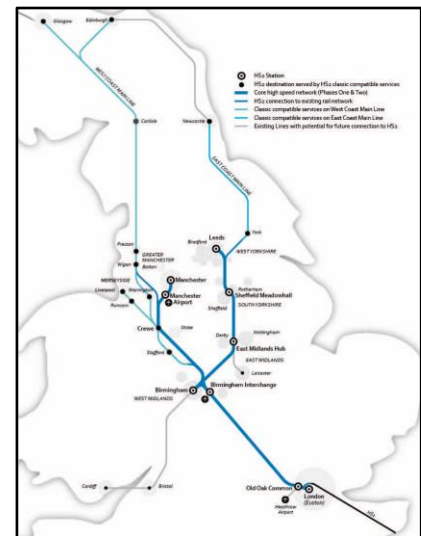 Glasgow
Edinburgh
HS2 Station
HS2 destination served by HS2 classic compatible services
Core high speed network (Phases One & Two)
HS2 connection to existing rail network
Classic compatible services on West Coast Main Line
Classic compatible services on East Coast Main Line
Existing Lines with potential for future connection to HS2
WEST COAST MAIN LINE
Carlisle
Newcastle
EAST COAST MAIN LINE
York
Leeds
Bradford
WEST YORKSHIRE
Preston
GREATER
MANCHESTER
Wigan
Bolton
Manchester
Rotherham
Sheffield Meadowhall
MERSEYSIDE
Liverpool
Warrington
Manchester
Airport
Sheffield
SOUTH YORKSHIRE
Runcorn
Crewe
Stoke
Derby
Nottingham
East Midlands Hub
Stafford
EAST MIDLANDS
Leicester
Birmingham
Birmingham Interchange
WEST MIDLANDS
Cardiff
Bristol
Old Oak Common
London
(Euston)
Heathrow
Airport
HS1